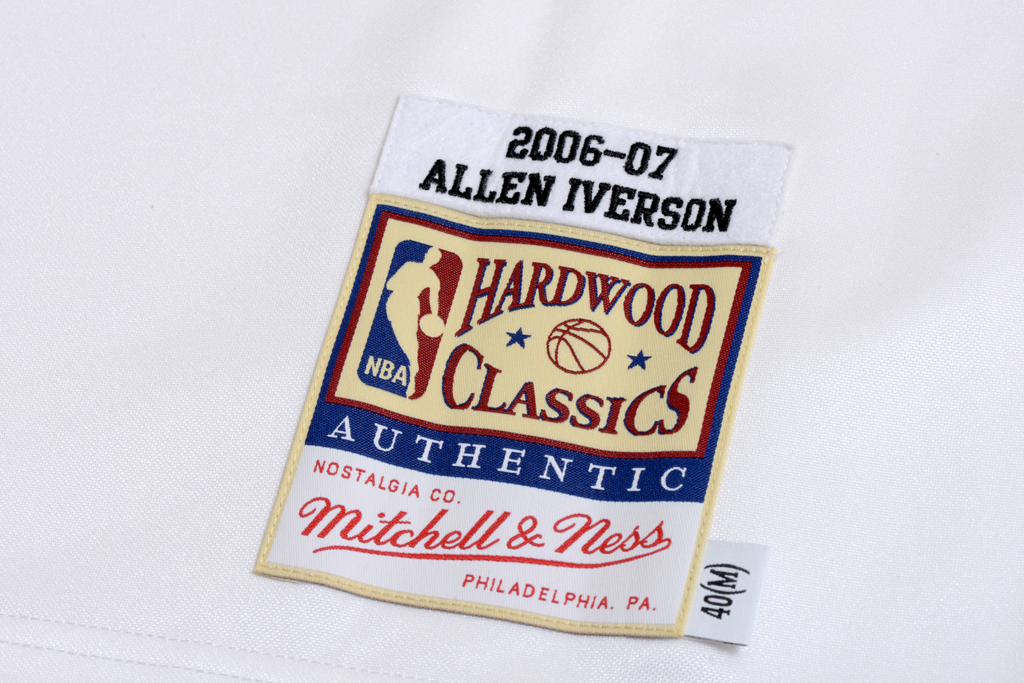 2006-07
ALLEN IVERSON
HARDWOOD
CLASSICS
NBA
AUTHENTIC
NOSTALGIA CO.
Mitchell & Ness
PHILADELPHIA. PA.
40(M)